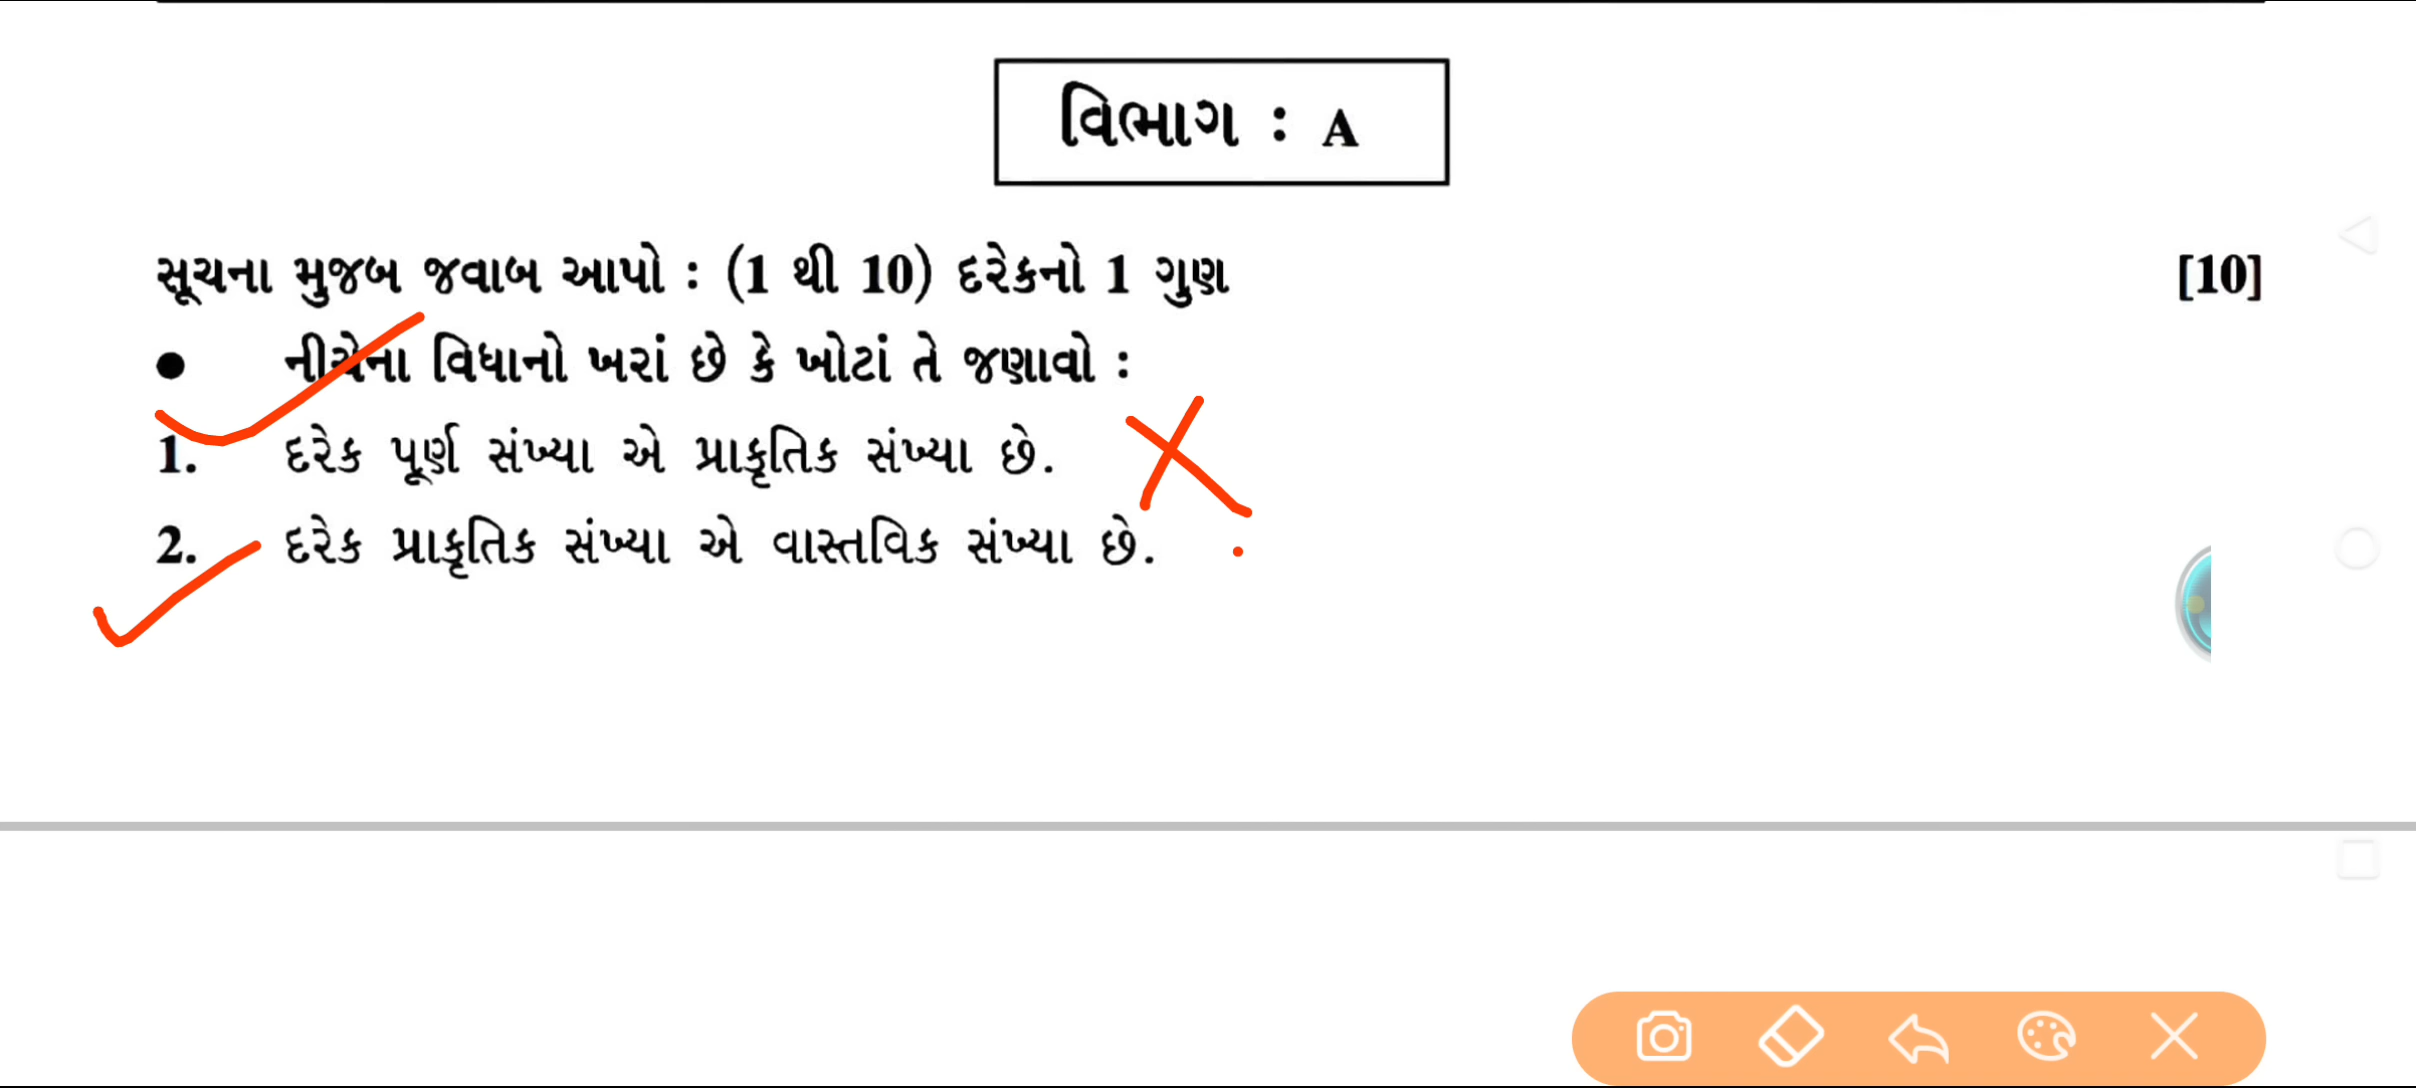 વિભાગ : A
સૂચના મુજબ જવાબ આપો : (1 થી 10) દરેકનો 1 ગુણ [10]
● નીચેના વિધાનો ખરાં છે કે ખોટાં તે જણાવો :
1. દરેક પૂર્ણ સંખ્યા એ પ્રાકૃતિક સંખ્યા છે.
2. દરેક પ્રાકૃતિક સંખ્યા એ વાસ્તવિક સંખ્યા છે.